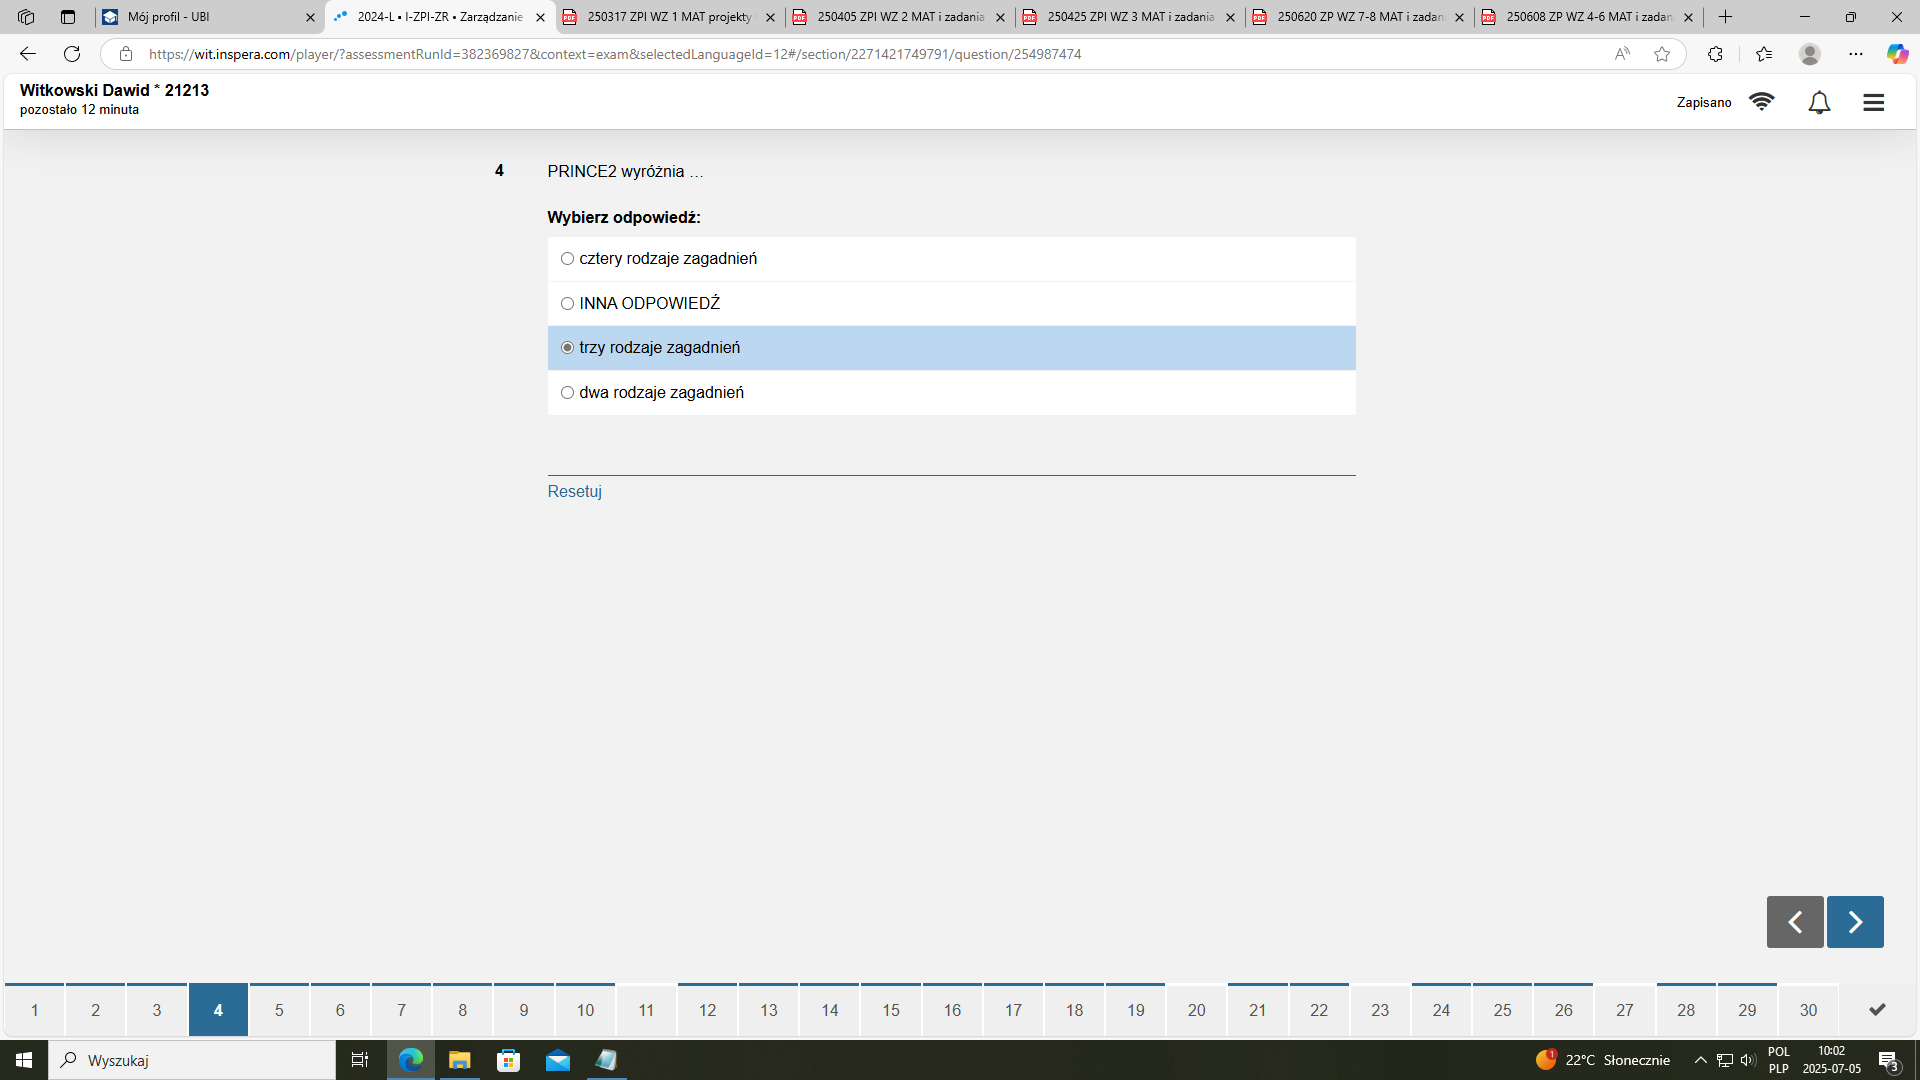 Mój profil - UBI
2024-L • I-ZPI-ZR • Zarządzanie
250317 ZPI WZ 1 MAT projekty
250405 ZPI WZ 2 MAT i zadania
250425 ZPI WZ 3 MAT i zadania
250620 ZP WZ 7-8 MAT i zadan
250608 ZP WZ 4-6 MAT i zadan
https://wit.inspera.com/player/?assessmentRunId=382369827&context=exam&selectedLanguageId=12#/section/2271421749791/question/254987474
Witkowski Dawid * 21213
pozostało 12 minuta
Zapisano
4 PRINCE2 wyróżnia …
Wybierz odpowiedź:
cztery rodzaje zagadnień
INNA ODPOWIEDŹ
trzy rodzaje zagadnień
dwa rodzaje zagadnień
Resetuj
1 2 3 4 5 6 7 8 9 10 11 12 13 14 15 16 17 18 19 20 21 22 23 24 25 26 27 28 29 30
Wyszukaj
1 22°C Słonecznie
POL
PLP
10:02
2025-07-05
3